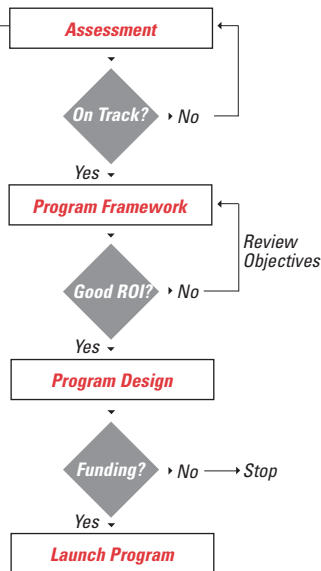 Assessment
On Track?
No
Yes
Program Framework
Review
Objectives
Good ROI?
No
Yes
Program Design
Funding?
No
Stop
Yes
Launch Program